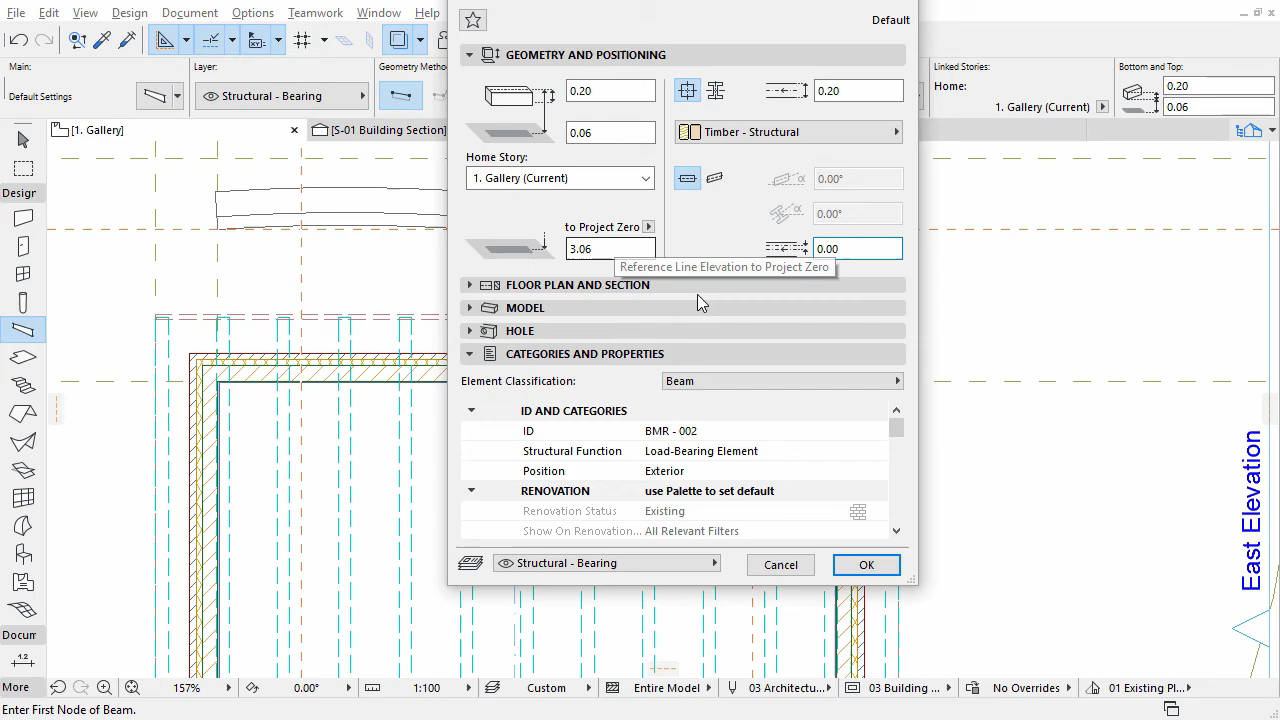 File Edit View Design Document Options Teamwork Window Help
Default
GEOMETRY AND POSITIONING
Main:
Layer:
Geometry Metho
Linked Stories:
Bottom and Top:
Default Settings
Structural - Bearing
Home:
1. Gallery (Current)
0.20
0.06
0.20
0.20
0.06
Timber - Structural
[1. Gallery]
[S-01 Building Section]
Home Story:
1. Gallery (Current)
0.00°
0.00°
to Project Zero
3.06
0.00
Reference Line Elevation to Project Zero
Design
FLOOR PLAN AND SECTION
MODEL
HOLE
CATEGORIES AND PROPERTIES
Element Classification:
Beam
ID AND CATEGORIES
ID BMR - 002
Structural Function Load-Bearing Element
Position Exterior
RENOVATION use Palette to set default
Renovation Status Existing
Show On Renovation... All Relevant Filters
Structural - Bearing
Cancel
OK
East Elevation
Docum
1.2
More
157%
0.00°
1:100
Custom
Entire Model
03 Architectu...
03 Building ...
No Overrides
01 Existing Pl...
Enter First Node of Beam.